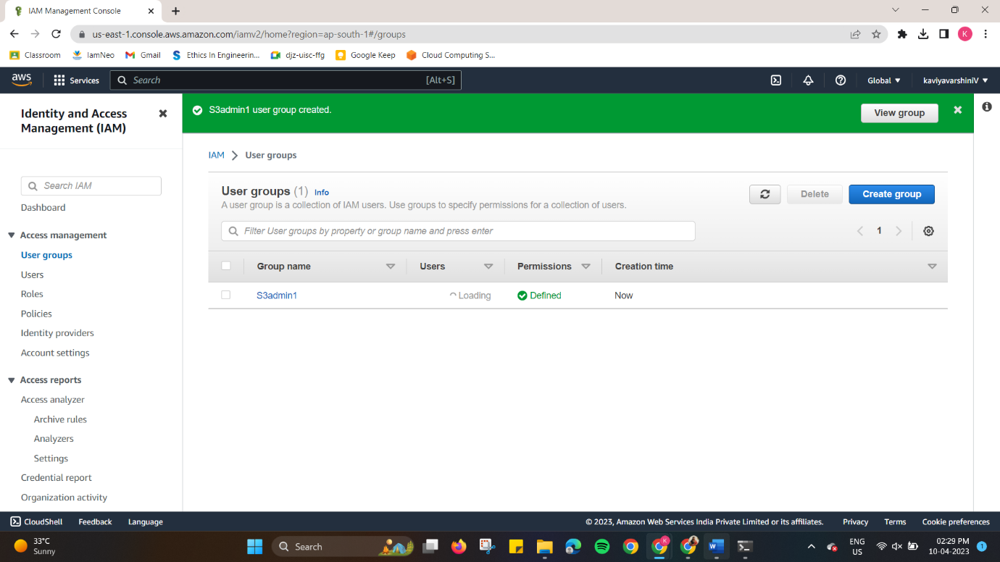 IAM Management Console
us-east-1.console.aws.amazon.com/iamv2/home?region=ap-south-1#/groups
K
Classroom
IamNeo
Gmail
Ethics In Engineerin...
djz-uisc-ffg
Google Keep
Cloud Computing S...
aws
Services
Search
[Alt+S]
Global
kaviyavarshiniV
Identity and Access
Management (IAM)
Search IAM
Dashboard
Access management
User groups
Users
Roles
Policies
Identity providers
Account settings
Access reports
Access analyzer
Archive rules
Analyzers
Settings
Credential report
Organization activity
S3admin1 user group created.
View group
IAM > User groups
User groups (1) Info
A user group is a collection of IAM users. Use groups to specify permissions for a collection of users.
Delete
Create group
Filter User groups by property or group name and press enter
1
Group name
Users
Permissions
Creation time
S3admin1
Loading
Defined
Now
CloudShell
Feedback
Language
© 2023, Amazon Web Services India Private Limited or its affiliates.
Privacy
Terms
Cookie preferences
33°C
Sunny
Search
K
ENG
US
02:29 PM
10-04-2023
1